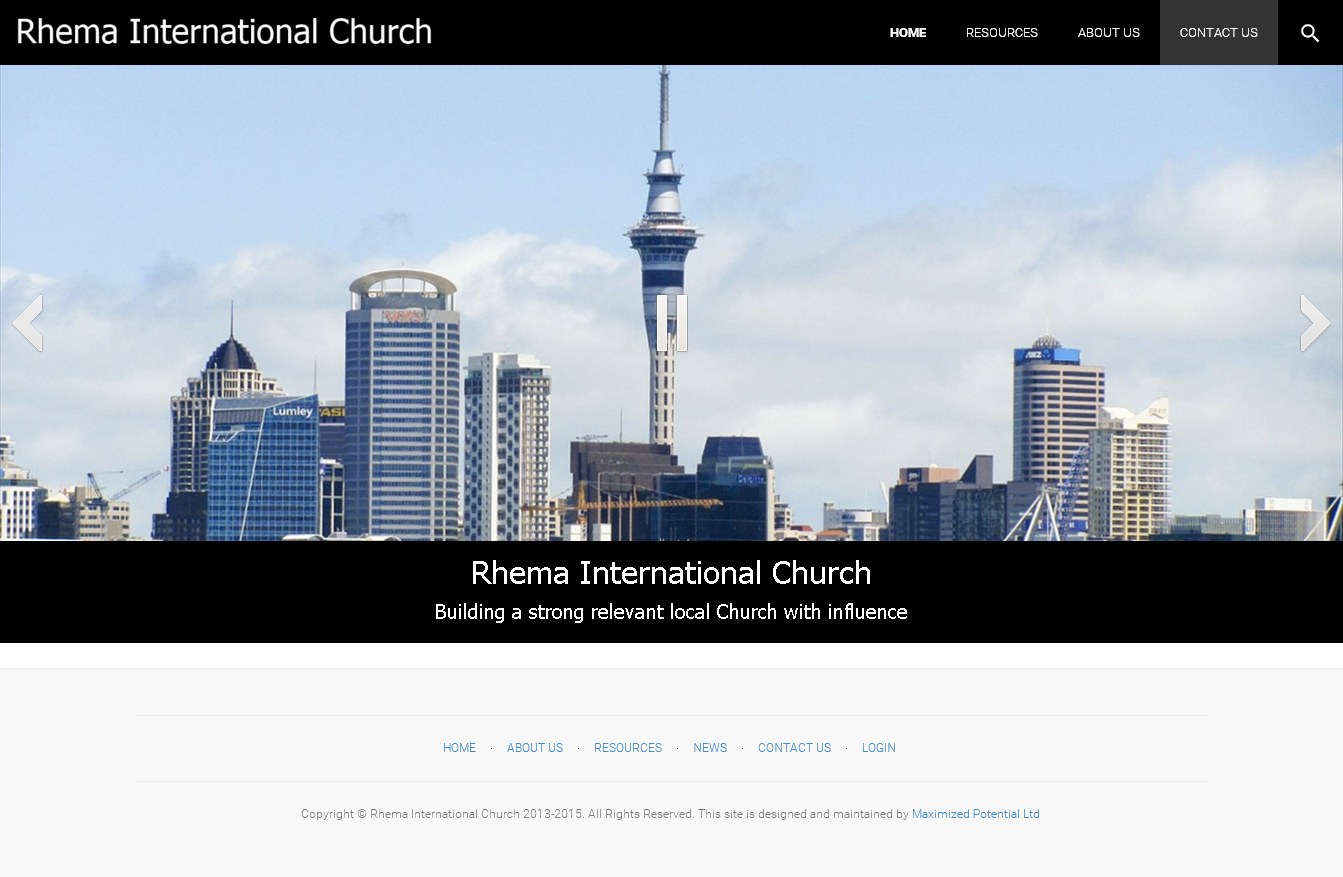 Rhema International Church
HOME RESOURCES ABOUT US CONTACT US
Lumley
ANZ
Deloitte
Rhema International Church
Building a strong relevant local Church with influence
HOME · ABOUT US · RESOURCES · NEWS · CONTACT US · LOGIN
Copyright © Rhema International Church 2013-2015. All Rights Reserved. This site is designed and maintained by Maximized Potential Ltd